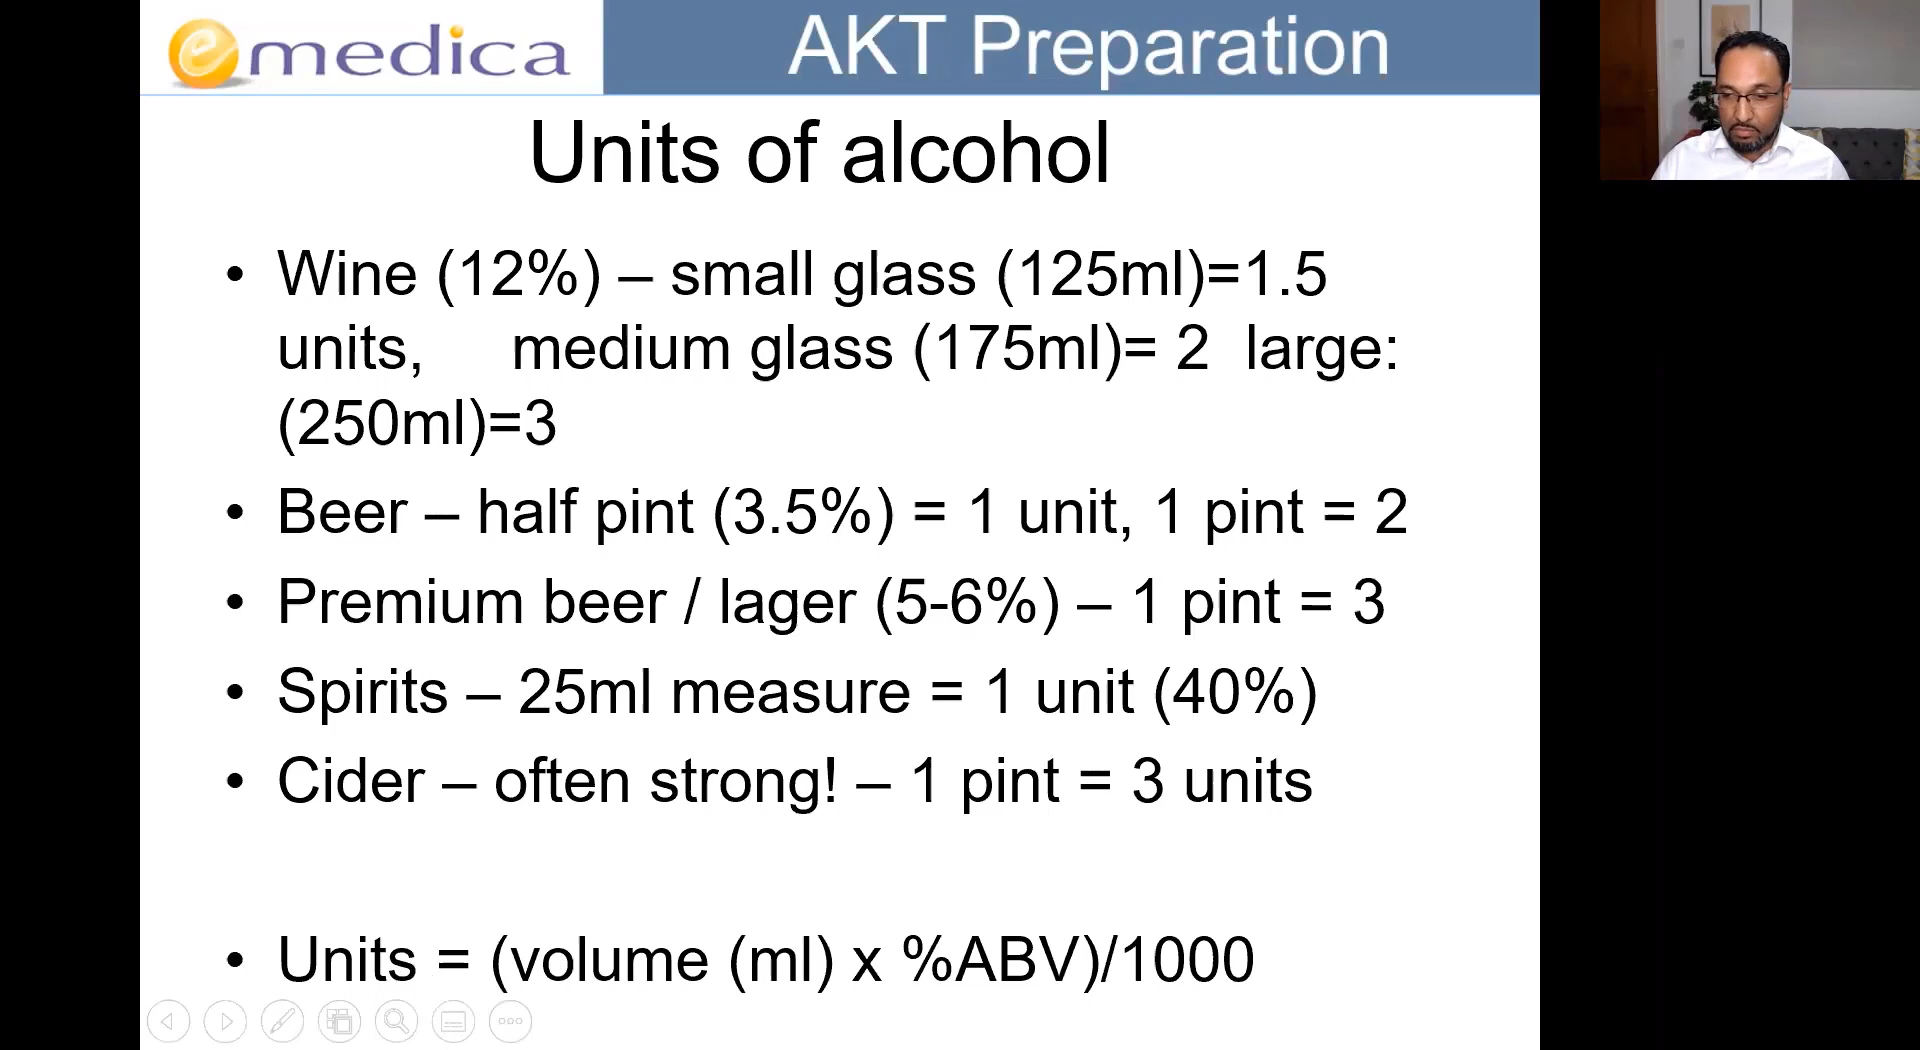 emedica
AKT Preparation
Units of alcohol
• Wine (12%) – small glass (125ml)=1.5
units, medium glass (175ml)= 2 large:
(250ml)=3
• Beer – half pint (3.5%) = 1 unit, 1 pint = 2
• Premium beer / lager (5-6%) – 1 pint = 3
• Spirits – 25ml measure = 1 unit (40%)
• Cider – often strong! – 1 pint = 3 units
• Units = (volume (ml) x %ABV)/1000